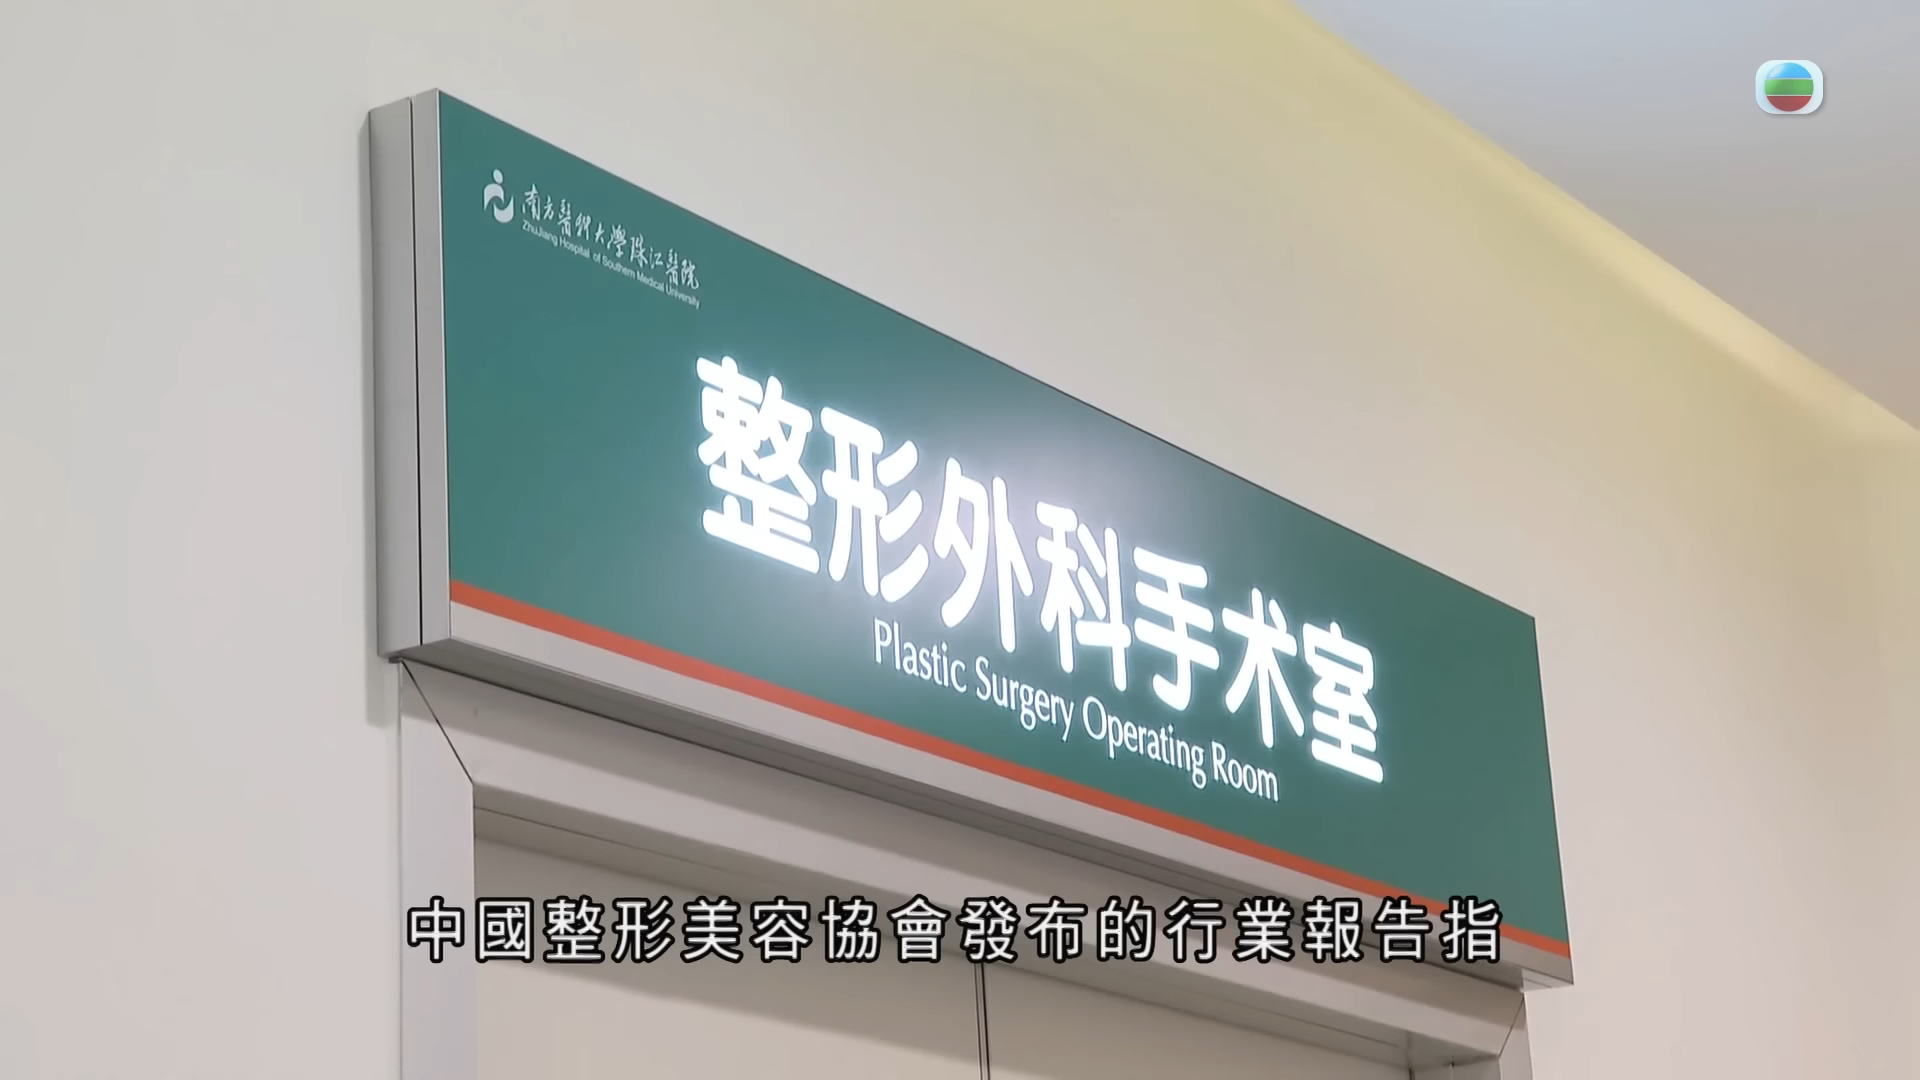 南方醫科大學珠江醫院
ZhuJiang Hospital of Southern Medical University
整形外科手术室
Plastic Surgery Operating Room
中國整形美容協會發布的行業報告指